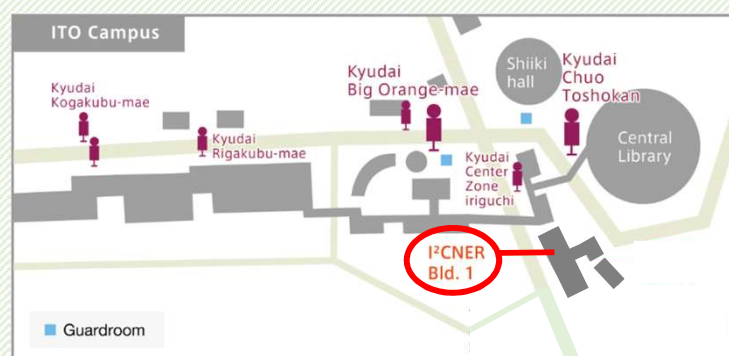 ITO Campus
Kyudai
Kogakubu-mae
Kyudai
Rigakubu-mae
Kyudai
Big Orange-mae
Shiiki
hall
Kyudai
Chuo
Toshokan
Central
Library
Kyudai
Center
Zone
iriguchi
I²CNER
Bld. 1
Guardroom